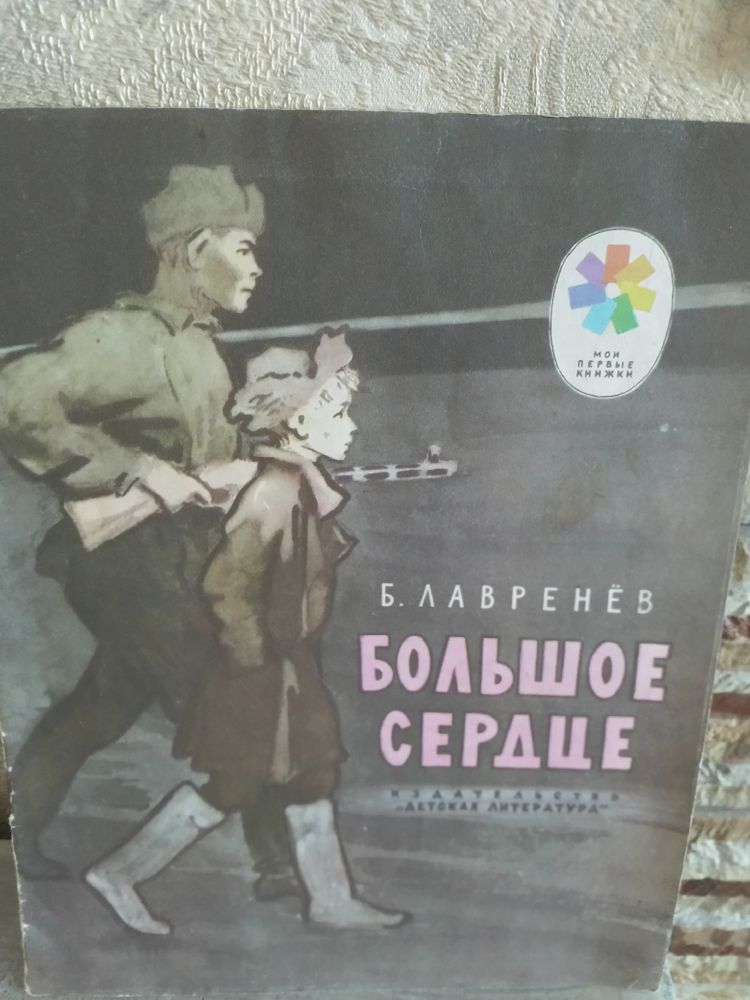 МОИ
ПЕРВЫЕ
КНИЖКИ
Б. ЛАВРЕНЁВ
БОЛЬШОЕ
СЕРДЦЕ
ИЗДАТЕЛЬСТВО
„ДЕТСКАЯ ЛИТЕРАТУРА"